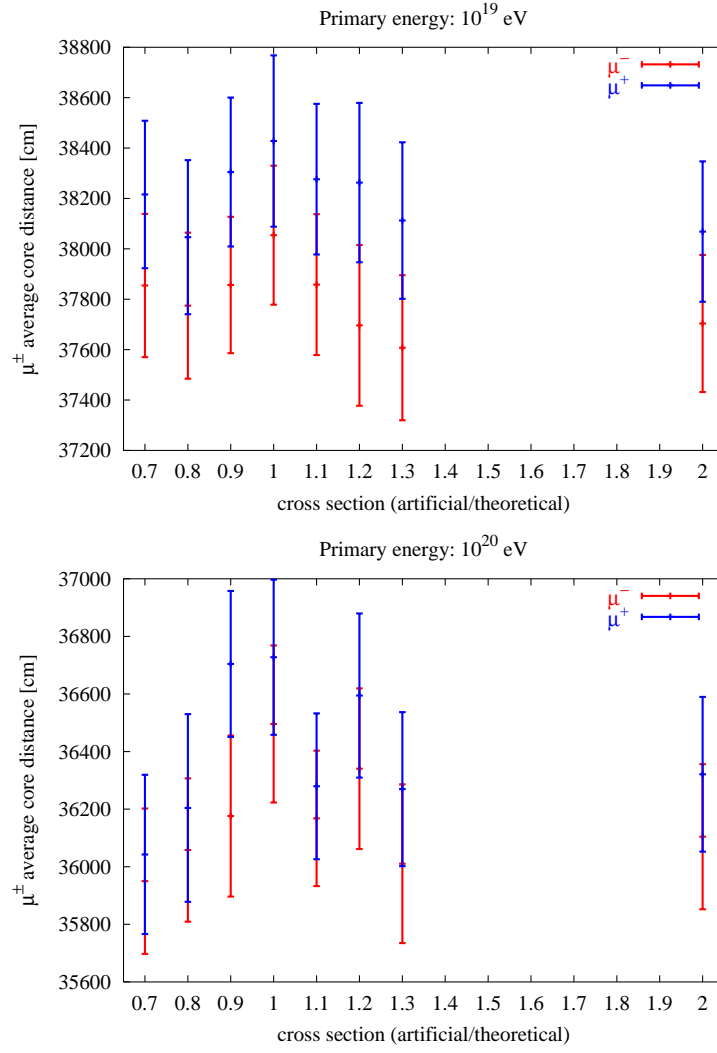 Primary energy: 10^19 eV
μ^± average core distance [cm]
38800
38600
38400
38200
38000
37800
37600
37400
37200
μ^-
μ^+
0.7 0.8 0.9 1 1.1 1.2 1.3 1.4 1.5 1.6 1.7 1.8 1.9 2
cross section (artificial/theoretical)
Primary energy: 10^20 eV
μ^± average core distance [cm]
37000
36800
36600
36400
36200
36000
35800
35600
μ^-
μ^+
0.7 0.8 0.9 1 1.1 1.2 1.3 1.4 1.5 1.6 1.7 1.8 1.9 2
cross section (artificial/theoretical)